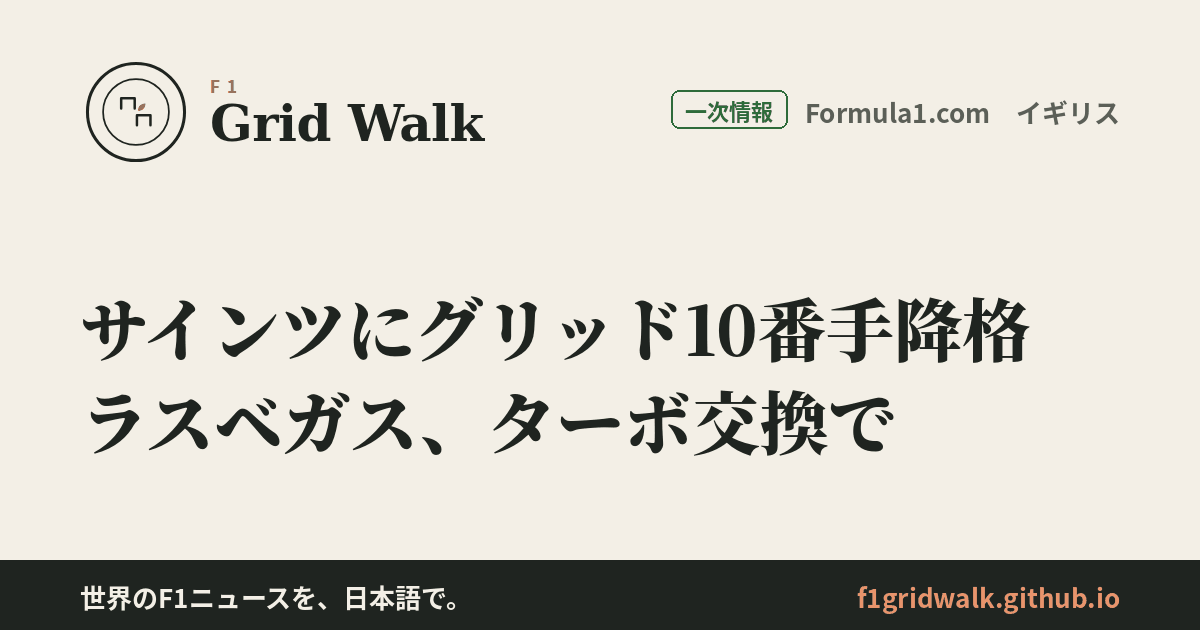 F1
Grid Walk
一次情報 Formula1.com イギリス
サインツにグリッド10番手降格
ラスベガス、ターボ交換で
世界のF1ニュースを、日本語で。
f1gridwalk.github.io